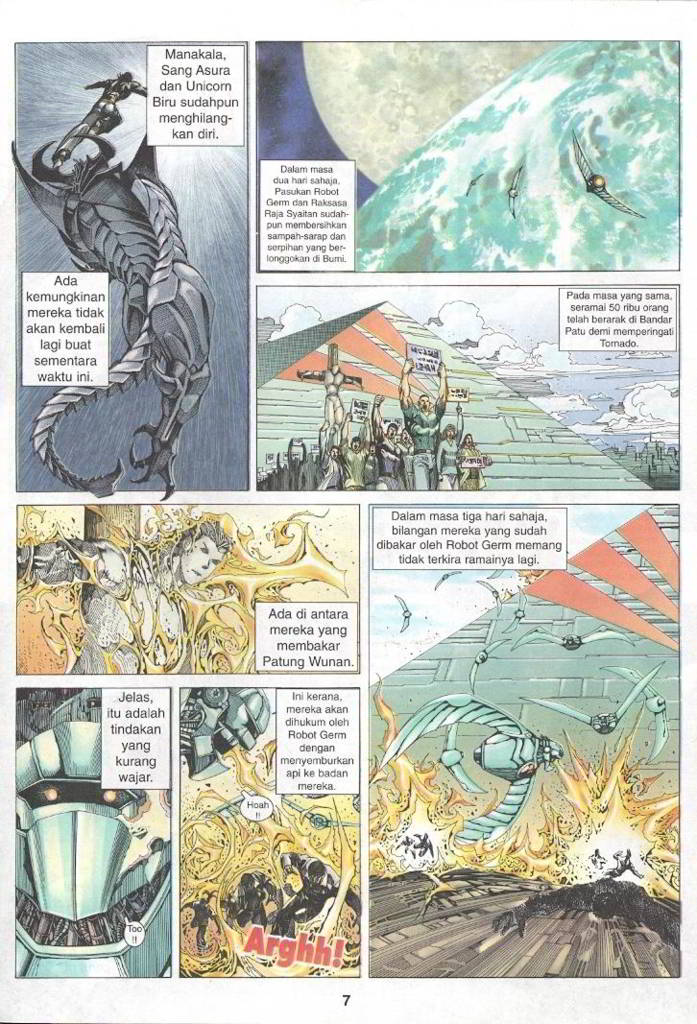 Manakala,
Sang Asura
dan Unicorn
Biru sudahpun
menghilang-
kan diri.
Ada
kemungkinan
mereka tidak
akan kembali
lagi buat
sementara
waktu ini.
Dalam masa
dua hari sahaja,
Pasukan Robot
Germ dan Raksasa
Raja Syaitan sudah-
pun membersihkan
sampah-sarap dan
serpihan yang ber-
longgokan di Bumi.
Pada masa yang sama,
seramai 50 ribu orang
telah berarak di Bandar
Patu demi memperingati
Tornado.
Ada di antara
mereka yang
membakar
Patung Wunan.
Dalam masa tiga hari sahaja,
bilangan mereka yang sudah
dibakar oleh Robot Germ memang
tidak terkira ramainya lagi.
Jelas,
itu adalah
tindakan
yang
kurang
wajar.
Too
!!
Ini kerana,
mereka akan
dihukum oleh
Robot Germ
dengan
menyemburkan
api ke badan
mereka.
Hoah
!!
Arghh!
7